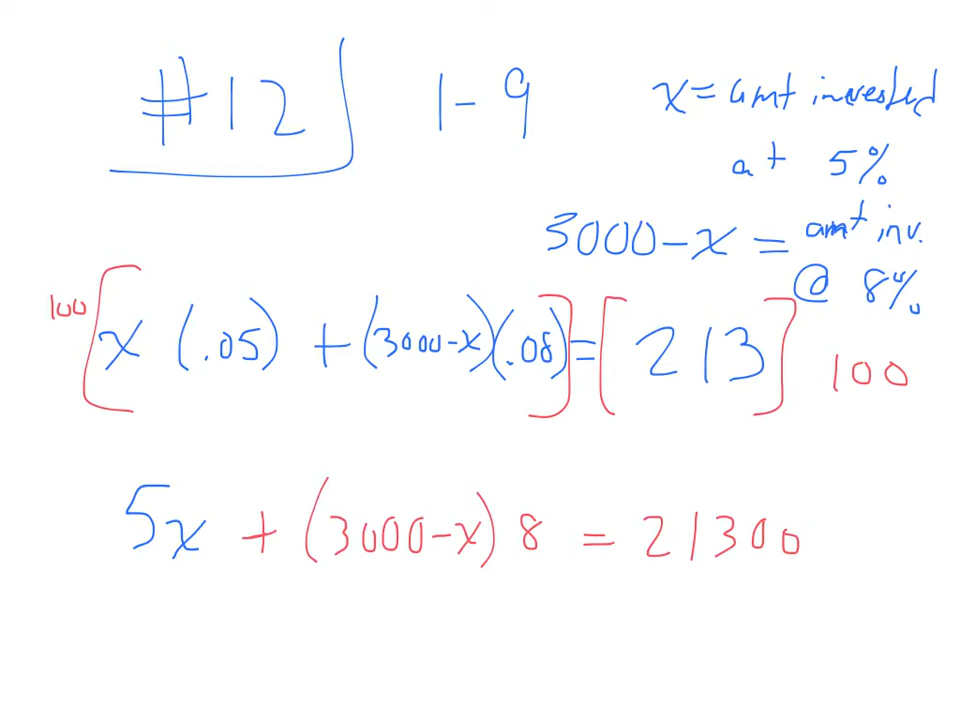 #12 1-9
x = amt invested
at 5%
3000-x = amt inv.
@ 8%
100[x (.05) + (3000-x)(.08)] = [213] 100
5x + (3000-x) 8 = 21300